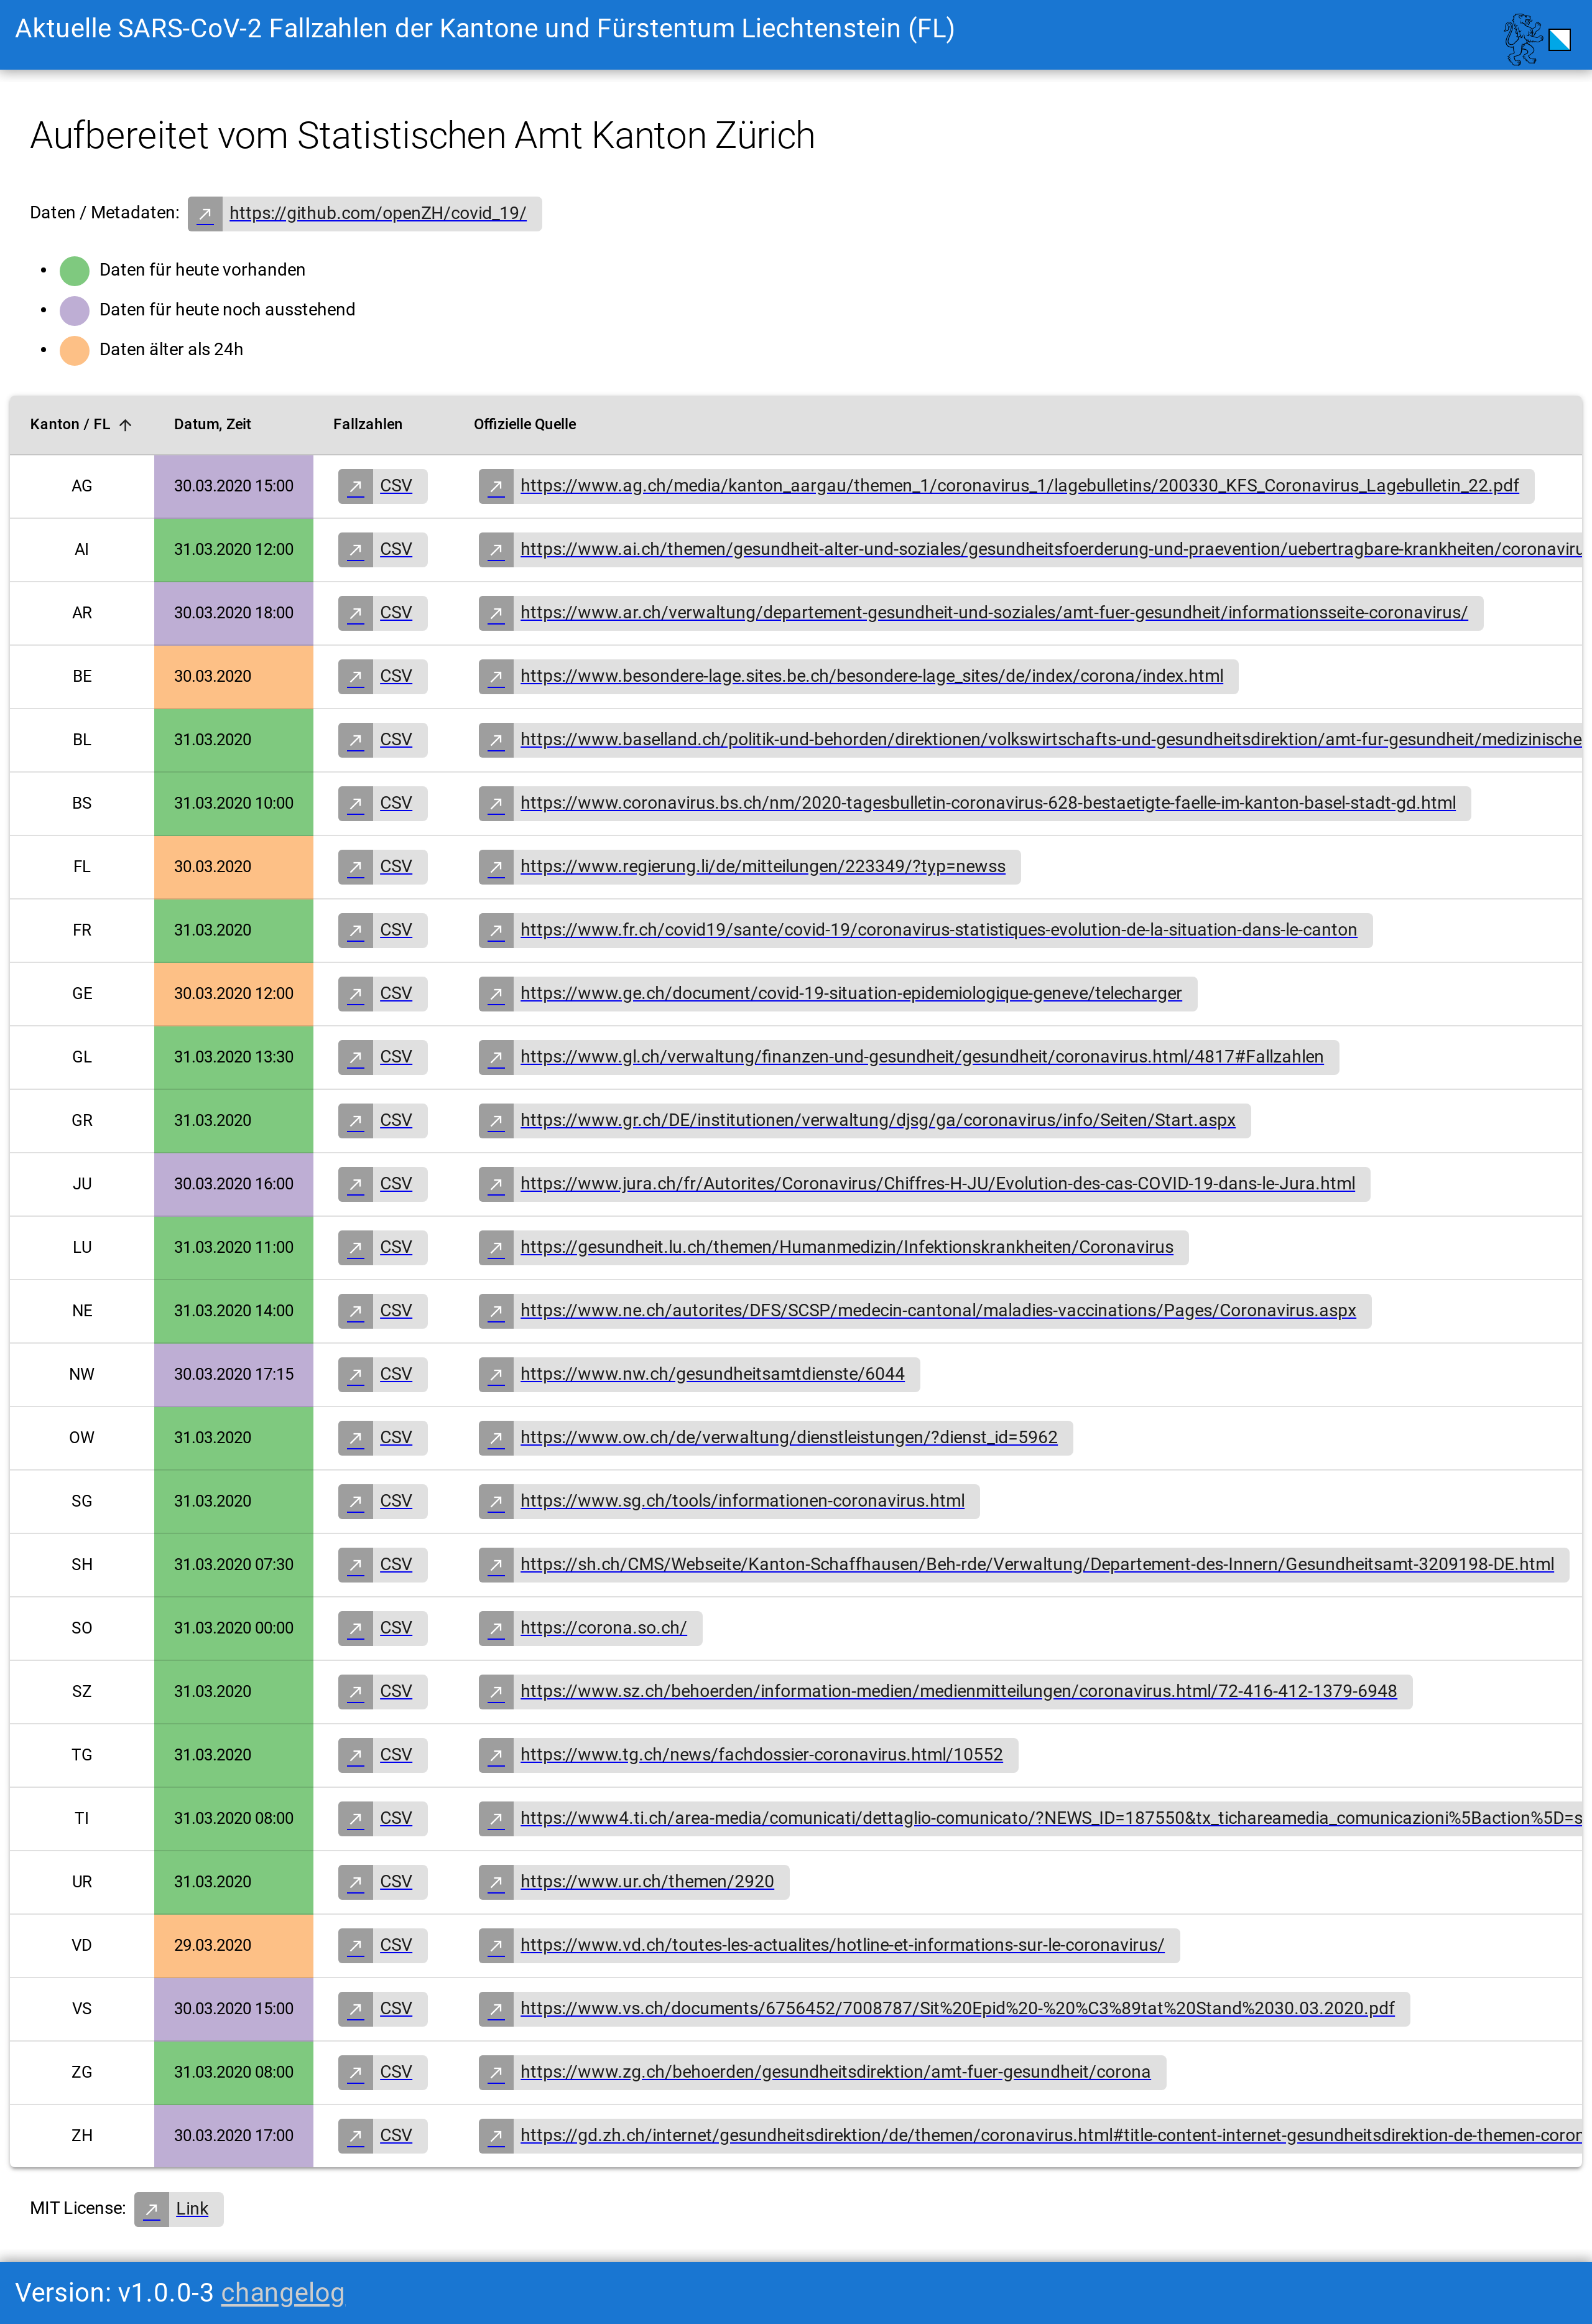 Aktuelle SARS-CoV-2 Fallzahlen der Kantone und Fürstentum Liechtenstein (FL)
Aufbereitet vom Statistischen Amt Kanton Zürich
Daten / Metadaten: https://github.com/openZH/covid_19/
Daten für heute vorhanden
Daten für heute noch ausstehend
Daten älter als 24h
Kanton / FL Datum, Zeit Fallzahlen Offizielle Quelle
AG 30.03.2020 15:00 CSV https://www.ag.ch/media/kanton_aargau/themen_1/coronavirus_1/lagebulletins/200330_KFS_Coronavirus_Lagebulletin_22.pdf
AI 31.03.2020 12:00 CSV https://www.ai.ch/themen/gesundheit-alter-und-soziales/gesundheitsfoerderung-und-praevention/uebertragbare-krankheiten/coronaviru
AR 30.03.2020 18:00 CSV https://www.ar.ch/verwaltung/departement-gesundheit-und-soziales/amt-fuer-gesundheit/informationsseite-coronavirus/
BE 30.03.2020 CSV https://www.besondere-lage.sites.be.ch/besondere-lage_sites/de/index/corona/index.html
BL 31.03.2020 CSV https://www.baselland.ch/politik-und-behorden/direktionen/volkswirtschafts-und-gesundheitsdirektion/amt-fur-gesundheit/medizinische
BS 31.03.2020 10:00 CSV https://www.coronavirus.bs.ch/nm/2020-tagesbulletin-coronavirus-628-bestaetigte-faelle-im-kanton-basel-stadt-gd.html
FL 30.03.2020 CSV https://www.regierung.li/de/mitteilungen/223349/?typ=newss
FR 31.03.2020 CSV https://www.fr.ch/covid19/sante/covid-19/coronavirus-statistiques-evolution-de-la-situation-dans-le-canton
GE 30.03.2020 12:00 CSV https://www.ge.ch/document/covid-19-situation-epidemiologique-geneve/telecharger
GL 31.03.2020 13:30 CSV https://www.gl.ch/verwaltung/finanzen-und-gesundheit/gesundheit/coronavirus.html/4817#Fallzahlen
GR 31.03.2020 CSV https://www.gr.ch/DE/institutionen/verwaltung/djsg/ga/coronavirus/info/Seiten/Start.aspx
JU 30.03.2020 16:00 CSV https://www.jura.ch/fr/Autorites/Coronavirus/Chiffres-H-JU/Evolution-des-cas-COVID-19-dans-le-Jura.html
LU 31.03.2020 11:00 CSV https://gesundheit.lu.ch/themen/Humanmedizin/Infektionskrankheiten/Coronavirus
NE 31.03.2020 14:00 CSV https://www.ne.ch/autorites/DFS/SCSP/medecin-cantonal/maladies-vaccinations/Pages/Coronavirus.aspx
NW 30.03.2020 17:15 CSV https://www.nw.ch/gesundheitsamtdienste/6044
OW 31.03.2020 CSV https://www.ow.ch/de/verwaltung/dienstleistungen/?dienst_id=5962
SG 31.03.2020 CSV https://www.sg.ch/tools/informationen-coronavirus.html
SH 31.03.2020 07:30 CSV https://sh.ch/CMS/Webseite/Kanton-Schaffhausen/Beh-rde/Verwaltung/Departement-des-Innern/Gesundheitsamt-3209198-DE.html
SO 31.03.2020 00:00 CSV https://corona.so.ch/
SZ 31.03.2020 CSV https://www.sz.ch/behoerden/information-medien/medienmitteilungen/coronavirus.html/72-416-412-1379-6948
TG 31.03.2020 CSV https://www.tg.ch/news/fachdossier-coronavirus.html/10552
TI 31.03.2020 08:00 CSV https://www4.ti.ch/area-media/comunicati/dettaglio-comunicato/?NEWS_ID=187550&tx_tichareamedia_comunicazioni%5Baction%5D=s
UR 31.03.2020 CSV https://www.ur.ch/themen/2920
VD 29.03.2020 CSV https://www.vd.ch/toutes-les-actualites/hotline-et-informations-sur-le-coronavirus/
VS 30.03.2020 15:00 CSV https://www.vs.ch/documents/6756452/7008787/Sit%20Epid%20-%20%C3%89tat%20Stand%2030.03.2020.pdf
ZG 31.03.2020 08:00 CSV https://www.zg.ch/behoerden/gesundheitsdirektion/amt-fuer-gesundheit/corona
ZH 30.03.2020 17:00 CSV https://gd.zh.ch/internet/gesundheitsdirektion/de/themen/coronavirus.html#title-content-internet-gesundheitsdirektion-de-themen-coron
MIT License: Link
Version: v1.0.0-3 changelog